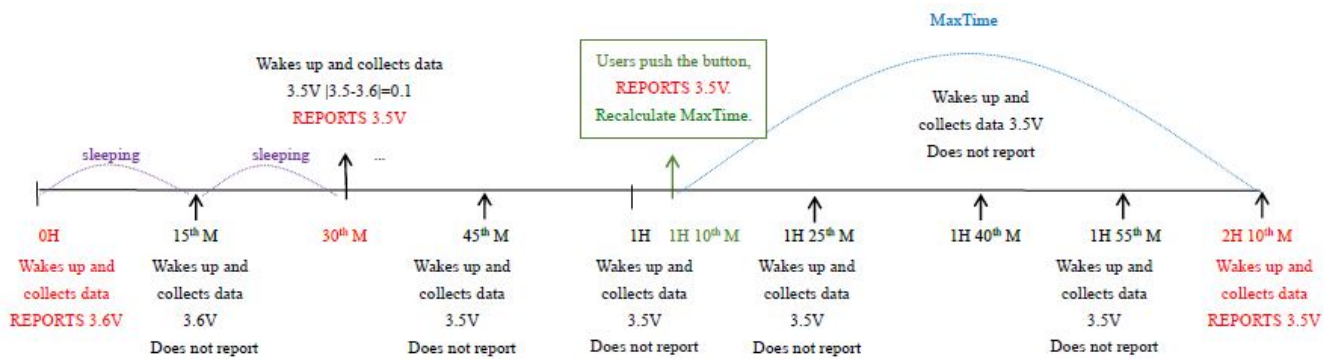 MaxTime
Wakes up and collects data
3.5V |3.5-3.6|=0.1
REPORTS 3.5V
Users push the button,
REPORTS 3.5V.
Recalculate MaxTime.
Wakes up and
collects data 3.5V
Does not report
sleeping
sleeping
...
0H
Wakes up and
collects data
REPORTS 3.6V
15th M
Wakes up and
collects data
3.6V
Does not report
30th M
45th M
Wakes up and
collects data
3.5V
Does not report
1H
Wakes up and
collects data
3.5V
Does not report
1H 10th M
1H 25th M
Wakes up and
collects data
3.5V
Does not report
1H 40th M
1H 55th M
Wakes up and
collects data
3.5V
Does not report
2H 10th M
Wakes up and
collects data
REPORTS 3.5V